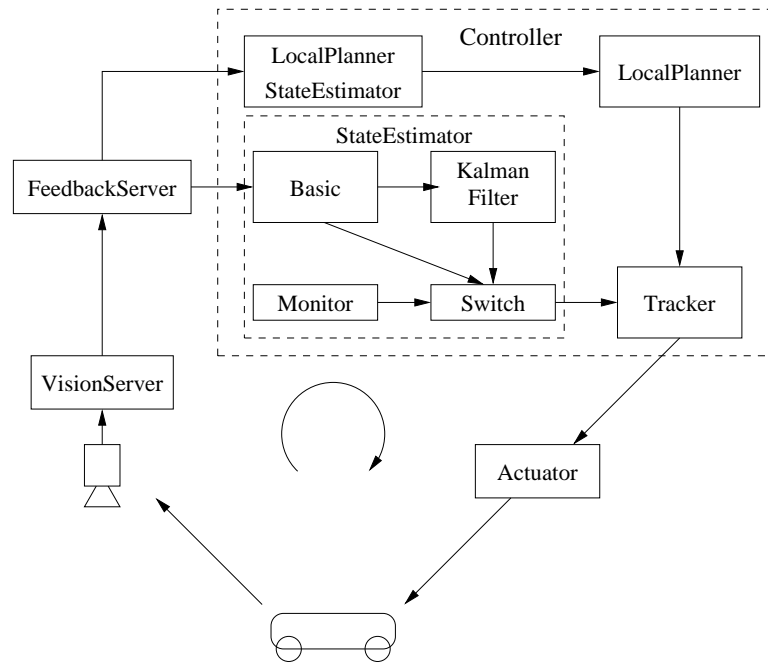 Controller
LocalPlanner
StateEstimator
LocalPlanner
StateEstimator
FeedbackServer
Basic
Kalman
Filter
Monitor
Switch
Tracker
VisionServer
Actuator